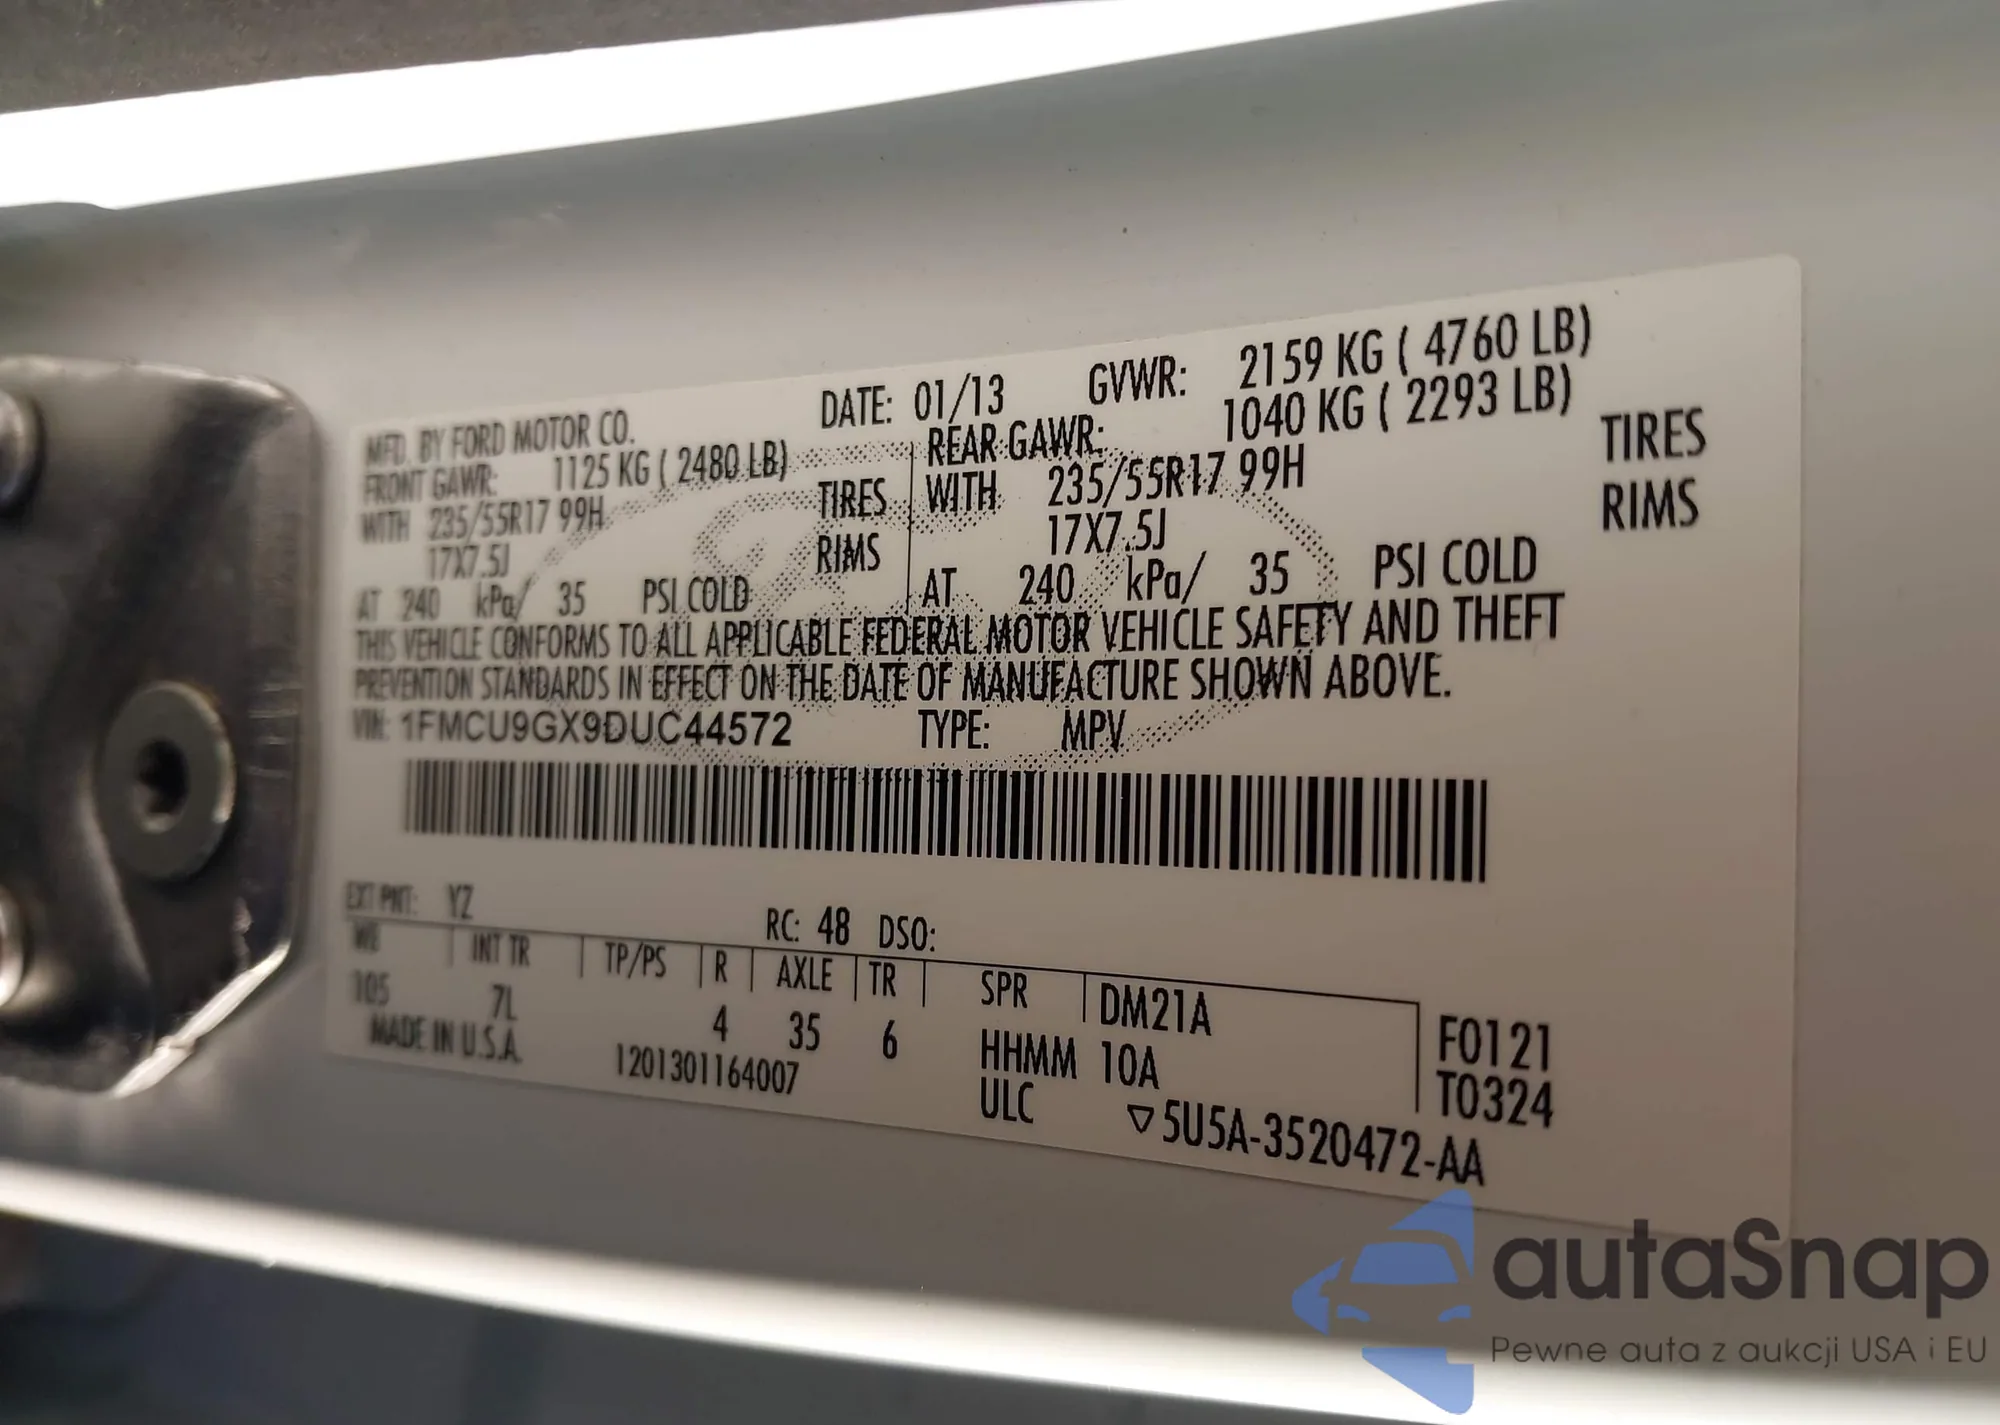 MFD. BY FORD MOTOR CO. DATE: 01/13 GVWR: 2159 KG ( 4760 LB)
FRONT GAWR: 1125 KG ( 2480 LB) REAR GAWR: 1040 KG ( 2293 LB)
WITH 235/55R17 99H TIRES WITH 235/55R17 99H TIRES
17X7.5J RIMS 17X7.5J RIMS
AT 240 kPa/ 35 PSI COLD AT 240 kPa/ 35 PSI COLD
THIS VEHICLE CONFORMS TO ALL APPLICABLE FEDERAL MOTOR VEHICLE SAFETY AND THEFT
PREVENTION STANDARDS IN EFFECT ON THE DATE OF MANUFACTURE SHOWN ABOVE.
VIN: 1FMCU9GX9DUC44572 TYPE: MPV
EXT PNT: YZ RC: 48 DSO:
WB INT TR TP/PS R AXLE TR SPR DM21A F0121
105 7L 4 35 6 HHMM 10A T0324
MADE IN U.S.A. 1201301164007 ULC ▽5U5A-3520472-AA
autaSnap
Pewne auta z aukcji USA i EU